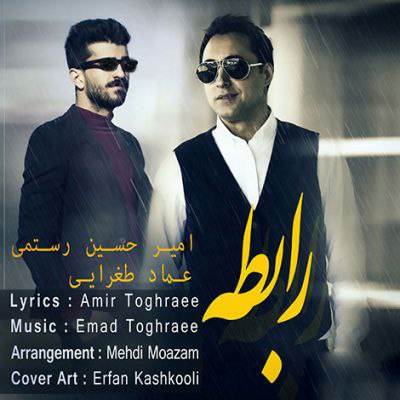 امیر حسین رستمی
عماد طغرایی
رابطه
Lyrics : Amir Toghraee
Music : Emad Toghraee
Arrangement : Mehdi Moazam
Cover Art : Erfan Kashkooli